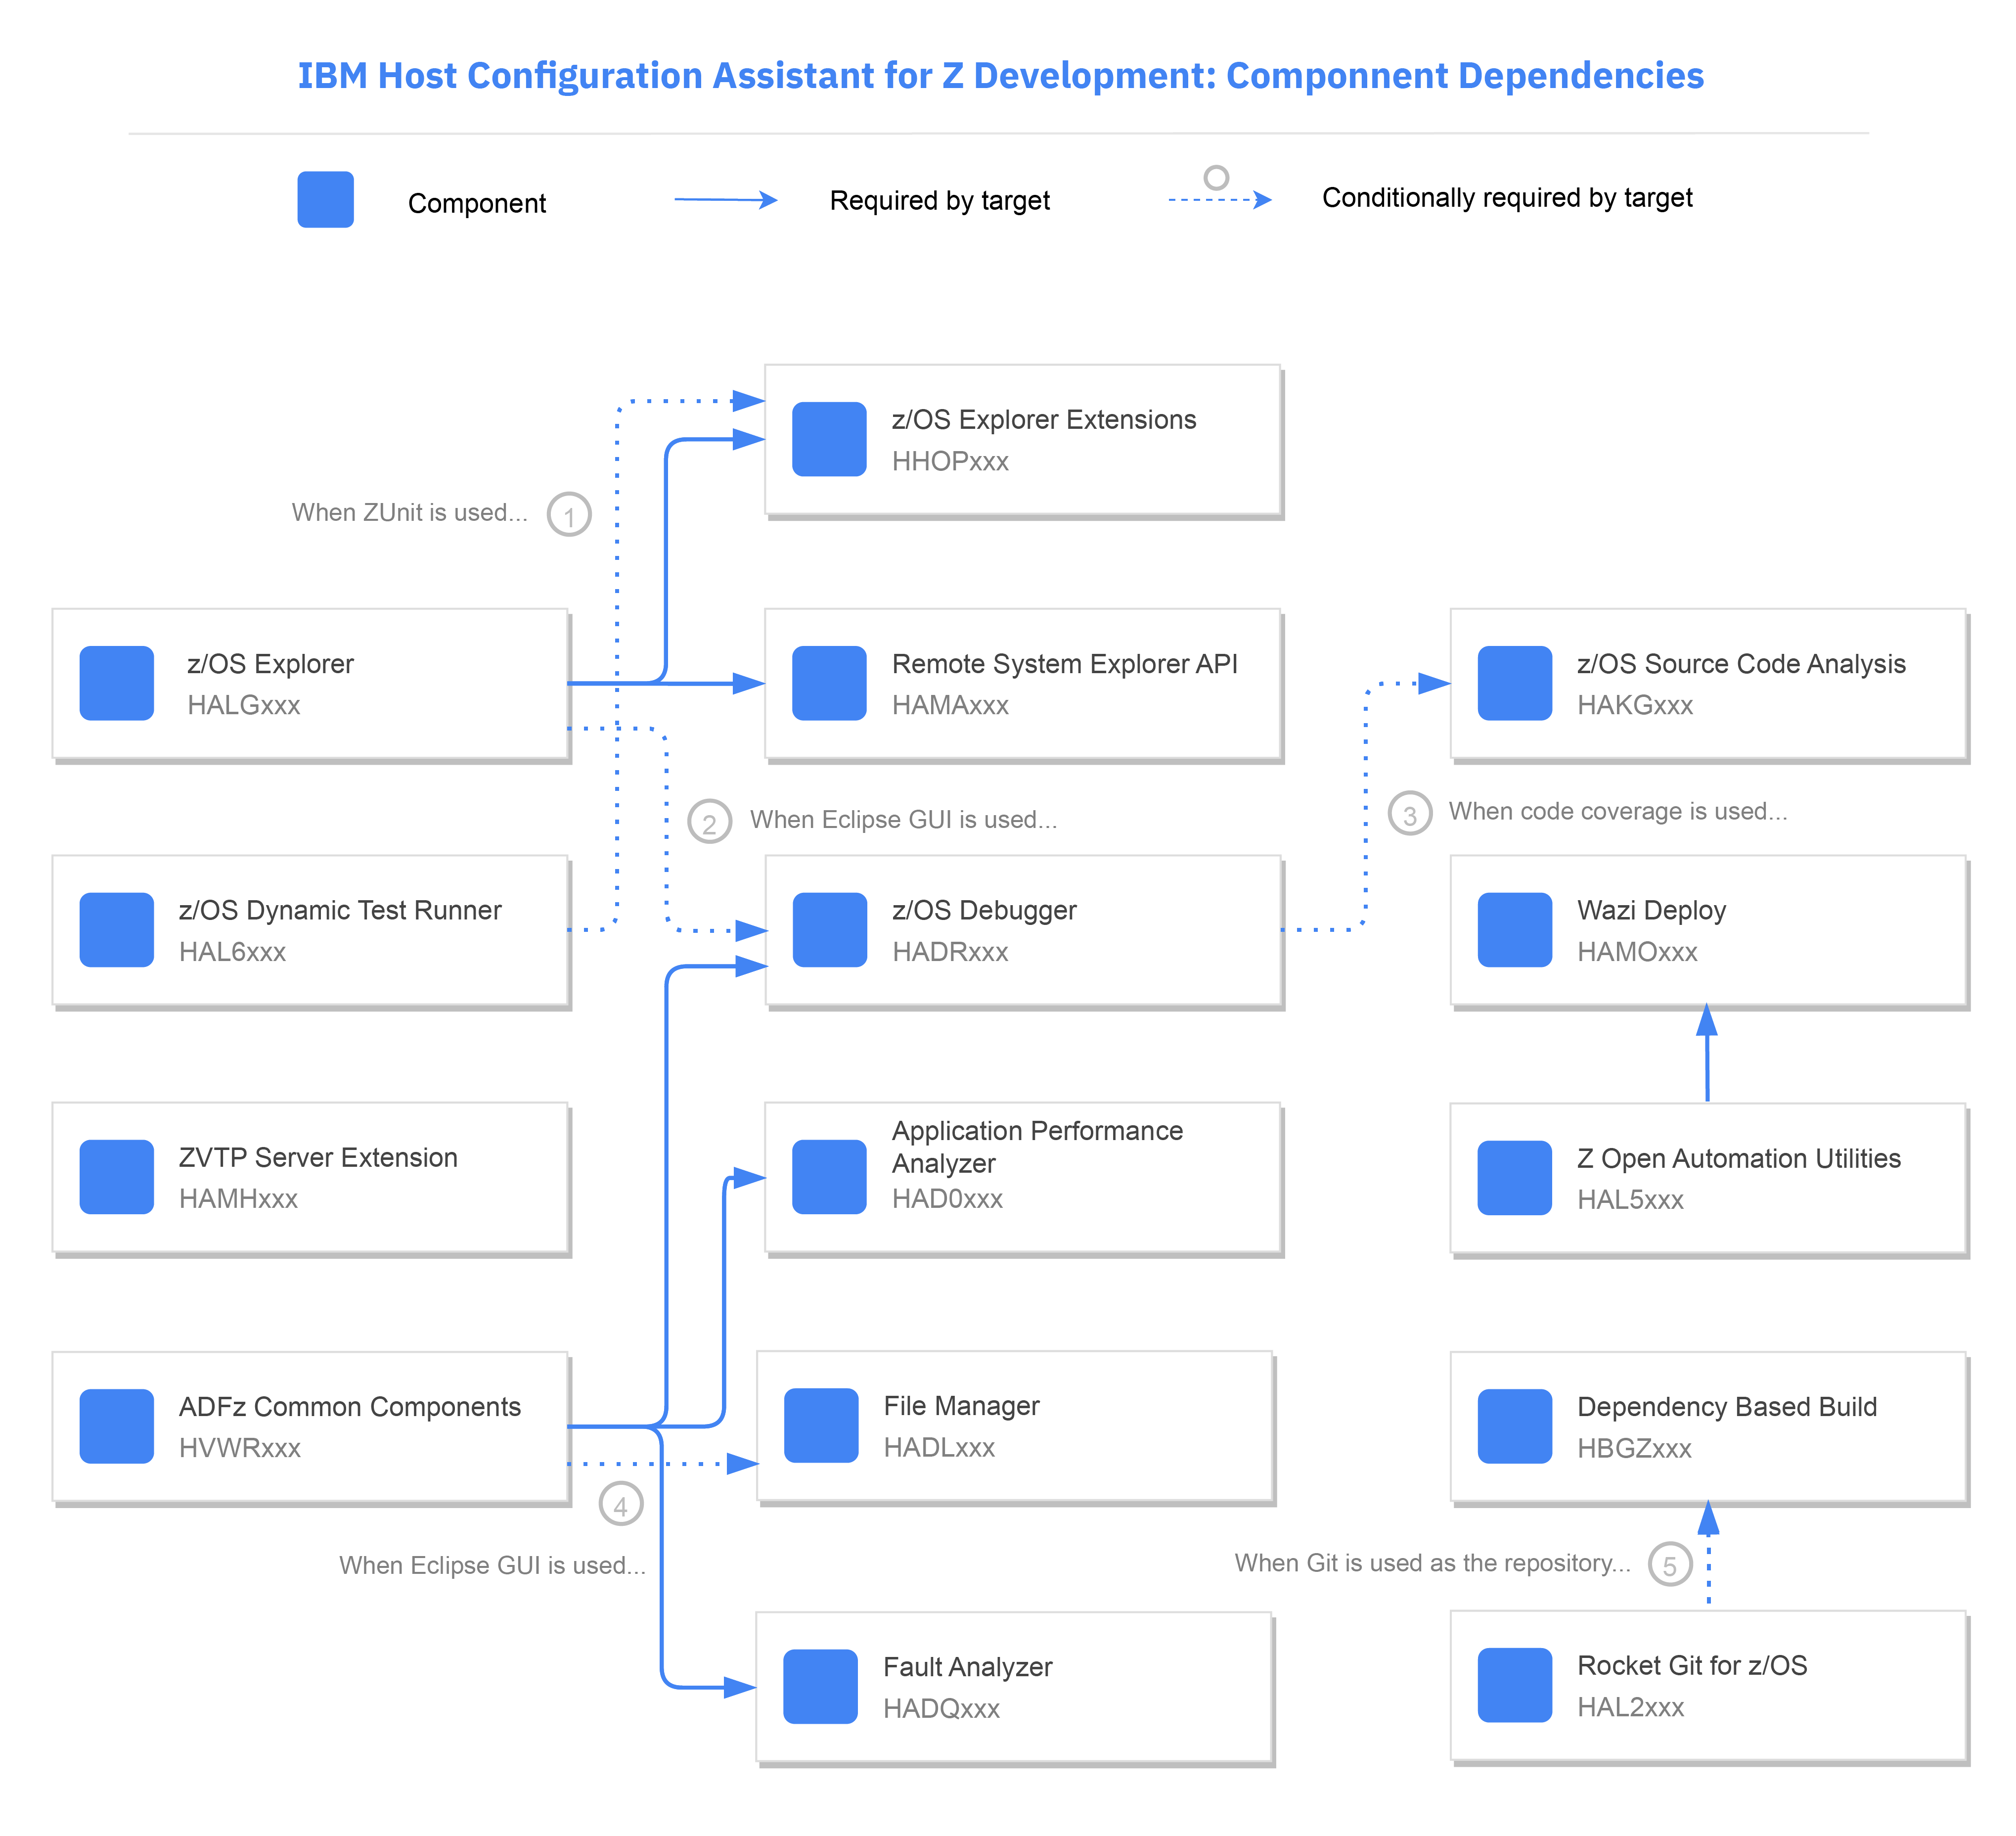 IBM Host Configuration Assistant for Z Development: Componnent Dependencies
Component
Required by target
Conditionally required by target
z/OS Explorer Extensions
HHOPxxx
When ZUnit is used...
1
z/OS Explorer
HALGxxx
Remote System Explorer API
HAMAxxx
z/OS Source Code Analysis
HAKGxxx
2
When Eclipse GUI is used...
3
When code coverage is used...
z/OS Dynamic Test Runner
HAL6xxx
z/OS Debugger
HADRxxx
Wazi Deploy
HAMOxxx
ZVTP Server Extension
HAMHxxx
Application Performance
Analyzer
HAD0xxx
Z Open Automation Utilities
HAL5xxx
ADFz Common Components
HVWRxxx
File Manager
HADLxxx
Dependency Based Build
HBGZxxx
4
When Eclipse GUI is used...
When Git is used as the repository...
5
Fault Analyzer
HADQxxx
Rocket Git for z/OS
HAL2xxx